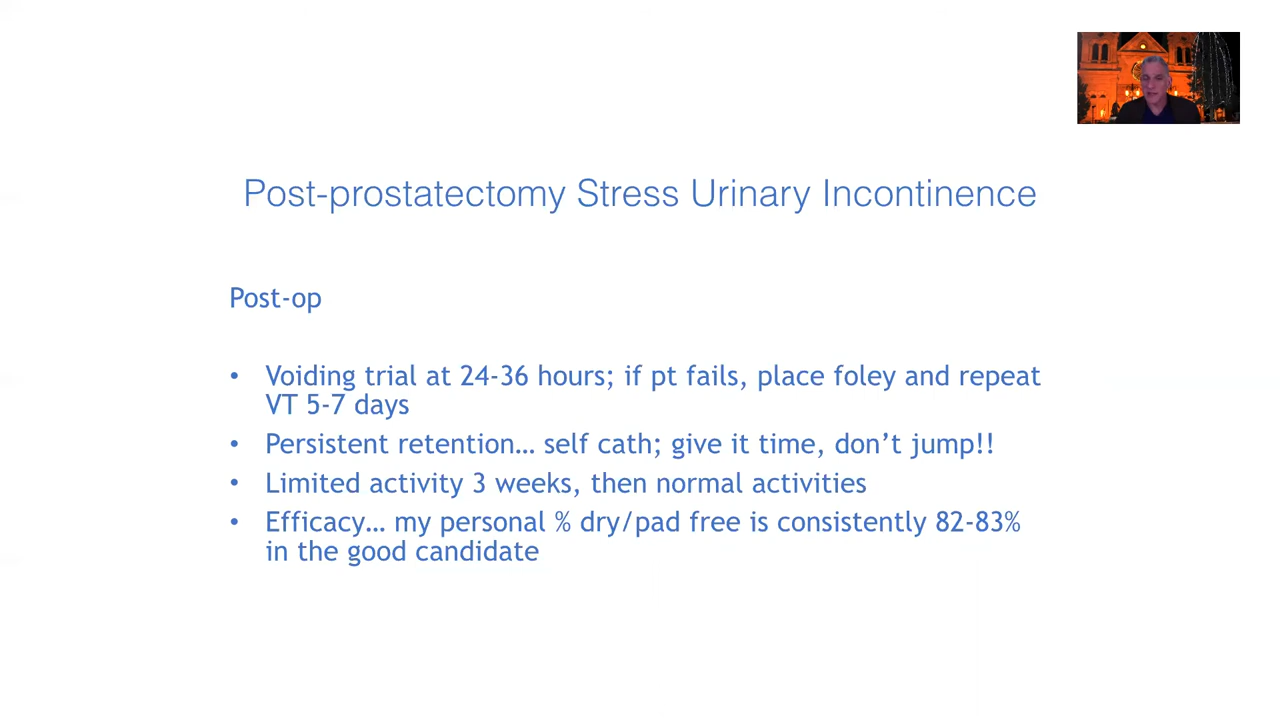 Post-prostatectomy Stress Urinary Incontinence
Post-op
• Voiding trial at 24-36 hours; if pt fails, place foley and repeat
VT 5-7 days
• Persistent retention… self cath; give it time, don’t jump!!
• Limited activity 3 weeks, then normal activities
• Efficacy… my personal % dry/pad free is consistently 82-83%
in the good candidate